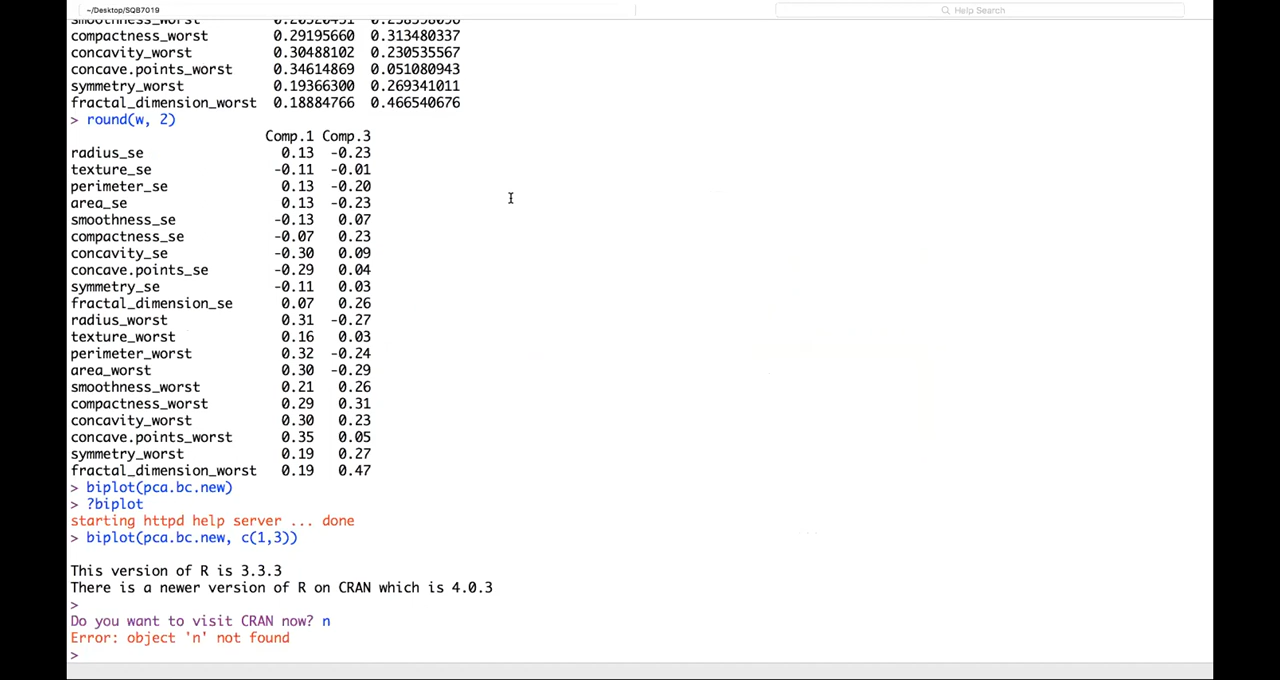 ~/Desktop/SQB7019
Help Search
compactness_worst 0.29195660 0.313480337
concavity_worst 0.30488102 0.230535567
concave.points_worst 0.34614869 0.051080943
symmetry_worst 0.19366300 0.269341011
fractal_dimension_worst 0.18884766 0.466540676
> round(w, 2)
Comp.1 Comp.3
radius_se 0.13 -0.23
texture_se -0.11 -0.01
perimeter_se 0.13 -0.20
area_se 0.13 -0.23
smoothness_se -0.13 0.07
compactness_se -0.07 0.23
concavity_se -0.30 0.09
concave.points_se -0.29 0.04
symmetry_se -0.11 0.03
fractal_dimension_se 0.07 0.26
radius_worst 0.31 -0.27
texture_worst 0.16 0.03
perimeter_worst 0.32 -0.24
area_worst 0.30 -0.29
smoothness_worst 0.21 0.26
compactness_worst 0.29 0.31
concavity_worst 0.30 0.23
concave.points_worst 0.35 0.05
symmetry_worst 0.19 0.27
fractal_dimension_worst 0.19 0.47
> biplot(pca.bc.new)
> ?biplot
starting httpd help server ... done
> biplot(pca.bc.new, c(1,3))
This version of R is 3.3.3
There is a newer version of R on CRAN which is 4.0.3
>
Do you want to visit CRAN now? n
Error: object 'n' not found
>